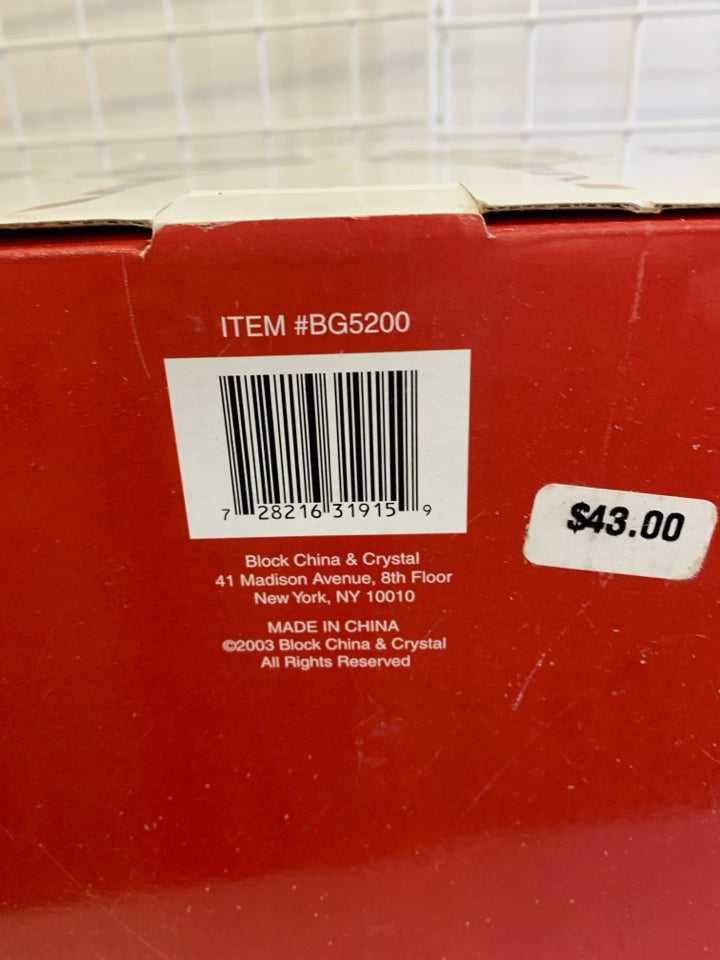 ITEM #BG5200
7 28216 31915 9
$43.00
Block China & Crystal
41 Madison Avenue, 8th Floor
New York, NY 10010
MADE IN CHINA
©2003 Block China & Crystal
All Rights Reserved